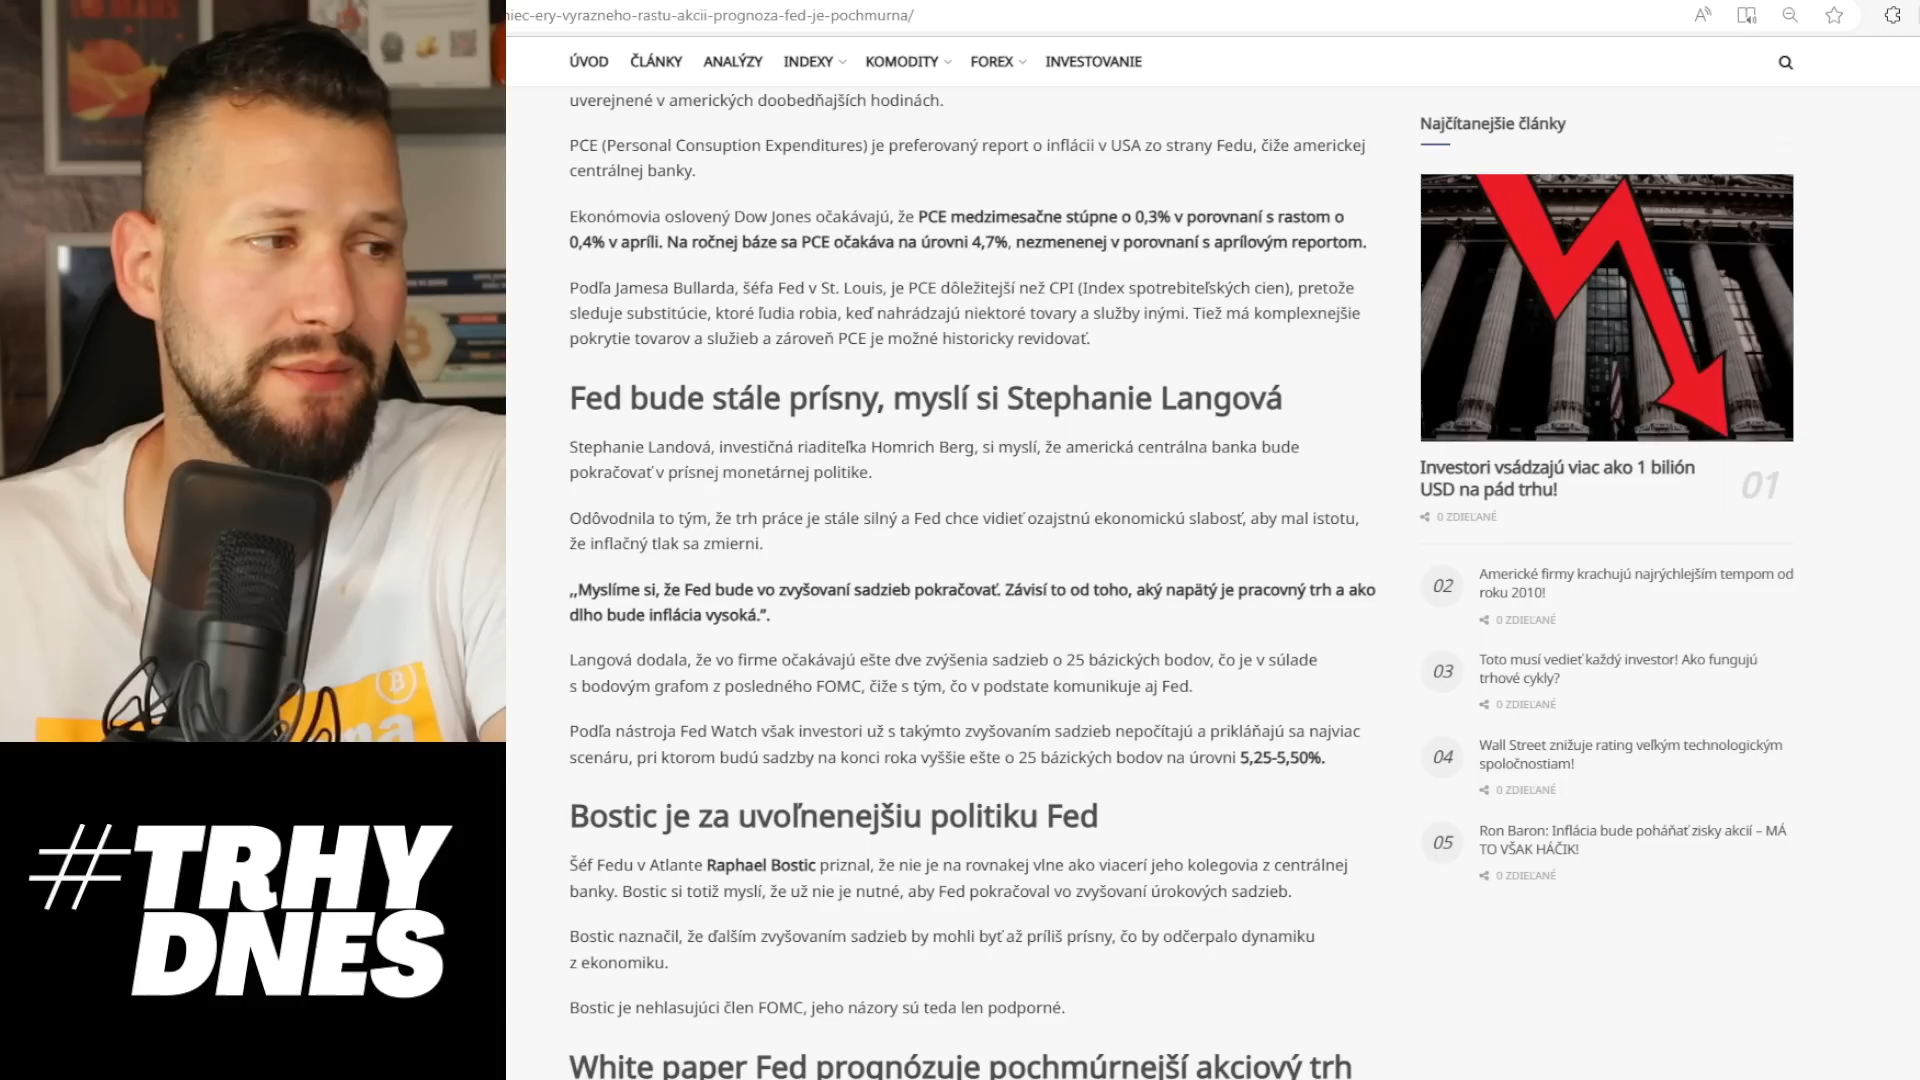 niec-ery-vyrazneho-rastu-akcii-prognoza-fed-je-pochmurna/
ÚVOD ČLÁNKY ANALÝZY INDEXY KOMODITY FOREX INVESTOVANIE
uverejnené v amerických doobedňajších hodinách.
PCE (Personal Consuption Expenditures) je preferovaný report o inflácii v USA zo strany Fedu, čiže americkej
centrálnej banky.
Ekonómovia oslovený Dow Jones očakávajú, že PCE medzimesačne stúpne o 0,3% v porovnaní s rastom o
0,4% v apríli. Na ročnej báze sa PCE očakáva na úrovni 4,7%, nezmenenej v porovnaní s aprílovým reportom.
Podľa Jamesa Bullarda, šéfa Fed v St. Louis, je PCE dôležitejší než CPI (Index spotrebiteľských cien), pretože
sleduje substitúcie, ktoré ľudia robia, keď nahrádzajú niektoré tovary a služby inými. Tiež má komplexnejšie
pokrytie tovarov a služieb a zároveň PCE je možné historicky revidovať.
Fed bude stále prísny, myslí si Stephanie Langová
Stephanie Landová, investičná riaditeľka Homrich Berg, si myslí, že americká centrálna banka bude
pokračovať v prísnej monetárnej politike.
Odôvodnila to tým, že trh práce je stále silný a Fed chce vidieť ozajstnú ekonomickú slabosť, aby mal istotu,
že inflačný tlak sa zmierni.
,,Myslíme si, že Fed bude vo zvyšovaní sadzieb pokračovať. Závisí to od toho, aký napätý je pracovný trh a ako
dlho bude inflácia vysoká.”.
Langová dodala, že vo firme očakávajú ešte dve zvýšenia sadzieb o 25 bázických bodov, čo je v súlade
s bodovým grafom z posledného FOMC, čiže s tým, čo v podstate komunikuje aj Fed.
Podľa nástroja Fed Watch však investori už s takýmto zvyšovaním sadzieb nepočítajú a prikláňajú sa najviac
scenáru, pri ktorom budú sadzby na konci roka vyššie ešte o 25 bázických bodov na úrovni 5,25-5,50%.
Bostic je za uvoľnenejšiu politiku Fed
Šéf Fedu v Atlante Raphael Bostic priznal, že nie je na rovnakej vlne ako viacerí jeho kolegovia z centrálnej
banky. Bostic si totiž myslí, že už nie je nutné, aby Fed pokračoval vo zvyšovaní úrokových sadzieb.
Bostic naznačil, že ďalším zvyšovaním sadzieb by mohli byť až príliš prísny, čo by odčerpalo dynamiku
z ekonomiku.
Bostic je nehlasujúci člen FOMC, jeho názory sú teda len podporné.
White paper Fed prognózuje pochmúrnejší akciový trh
Najčítanejšie články
Investori vsádzajú viac ako 1 bilión
USD na pád trhu!
01
0 ZDIEĽANÉ
02
Americké firmy krachujú najrýchlejším tempom od
roku 2010!
0 ZDIEĽANÉ
03
Toto musí vedieť každý investor! Ako fungujú
trhové cykly?
0 ZDIEĽANÉ
04
Wall Street znižuje rating veľkým technologickým
spoločnostiam!
0 ZDIEĽANÉ
05
Ron Baron: Inflácia bude poháňať zisky akcií – MÁ
TO VŠAK HÁČIK!
0 ZDIEĽANÉ
#TRHY
DNES